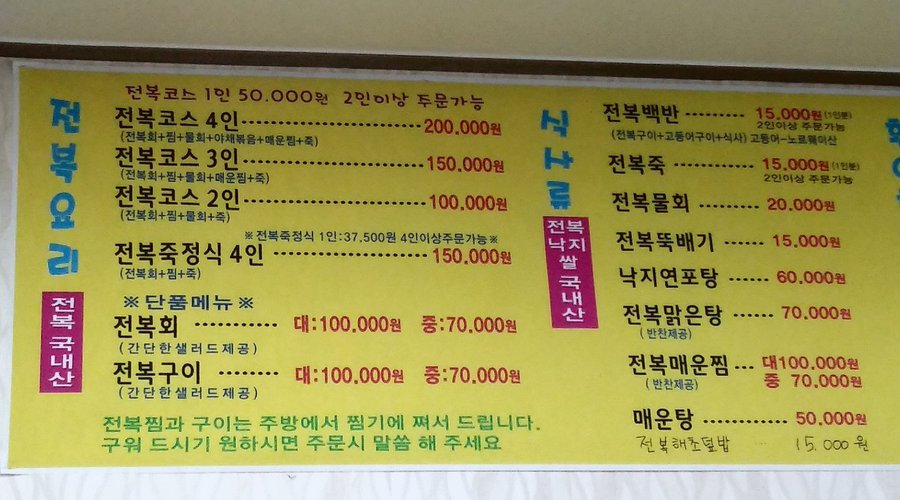 전복요리
전복 국내산
전복코스 1인 50.000원 2인이상 주문가능
전복코스 4인 200.000원
(전복회+찜+물회+야채볶음+매운찜+죽)
전복코스 3인 150.000원
(전복회+찜+물회+매운찜+죽)
전복코스 2인 100.000원
(전복회+찜+물회+죽)
※전복죽정식 1인:37,500원 4인이상주문가능※
전복죽정식 4인 150.000원
(전복회+찜+죽)
※단품메뉴※
전복회 대:100.000원 중:70.000원
(간단한샐러드제공)
전복구이 대:100.000원 중:70.000원
(간단한샐러드제공)
전복찜과 구이는 주방에서 찜기에 쪄서 드립니다.
구워 드시기 원하시면 주문시 말씀 해 주세요
식사류
전복
낙지
쌀 국내산
전복백반 15.000원(1인분)
2인이상 주문가능
(전복구이+고등어구이+식사) 고등어-노르웨이산
전복죽 15.000원(1인분)
2인이상 주문가능
전복물회 20.000원
전복뚝배기 15.000원
낙지연포탕 60.000원
전복맑은탕 70.000원
(반찬제공)
전복매운찜 대100.000원
(반찬제공) 중 70.000원
매운탕 50.000원
전복해초덮밥 15.000원